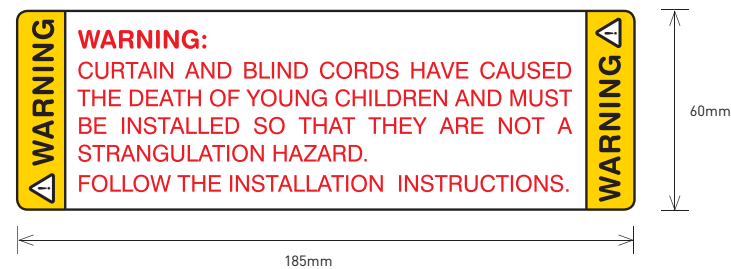 WARNING
WARNING:
CURTAIN AND BLIND CORDS HAVE CAUSED
THE DEATH OF YOUNG CHILDREN AND MUST
BE INSTALLED SO THAT THEY ARE NOT A
STRANGULATION HAZARD.
FOLLOW THE INSTALLATION INSTRUCTIONS.
WARNING
60mm
185mm